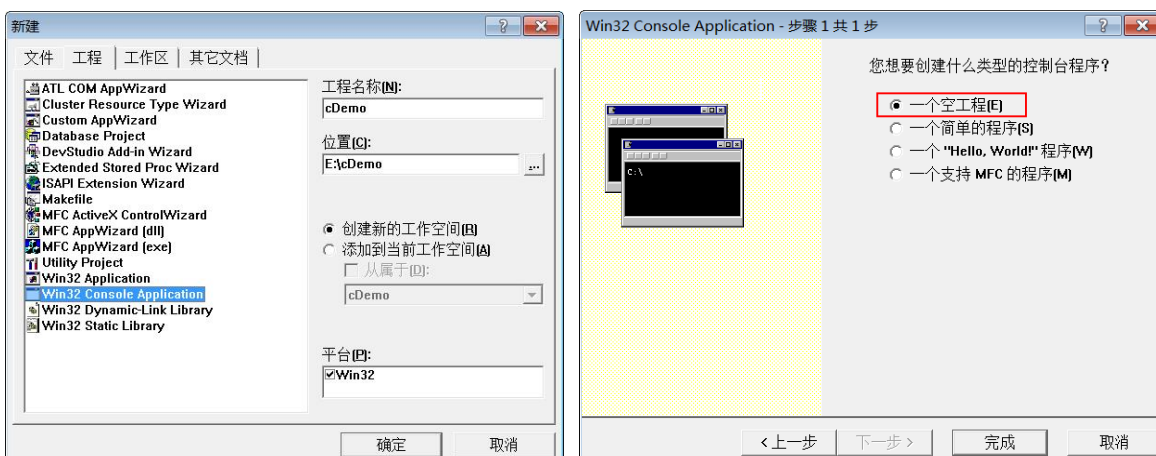 新建
文件 工程 工作区 其它文档
ATL COM AppWizard
Cluster Resource Type Wizard
Custom AppWizard
Database Project
DevStudio Add-in Wizard
Extended Stored Proc Wizard
ISAPI Extension Wizard
Makefile
MFC ActiveX ControlWizard
MFC AppWizard (dll)
MFC AppWizard (exe)
Utility Project
Win32 Application
Win32 Console Application
Win32 Dynamic-Link Library
Win32 Static Library
工程名称(N):
cDemo
位置(C):
E:\cDemo
...
创建新的工作空间(R)
添加到当前工作空间(A)
从属于(D):
cDemo
平台(P):
Win32
确定 取消
Win32 Console Application - 步骤 1 共 1 步
C:\
您想要创建什么类型的控制台程序?
一个空工程(E)
一个简单的程序(S)
一个 "Hello, World!" 程序(W)
一个支持 MFC 的程序(M)
<上一步 下一步> 完成 取消